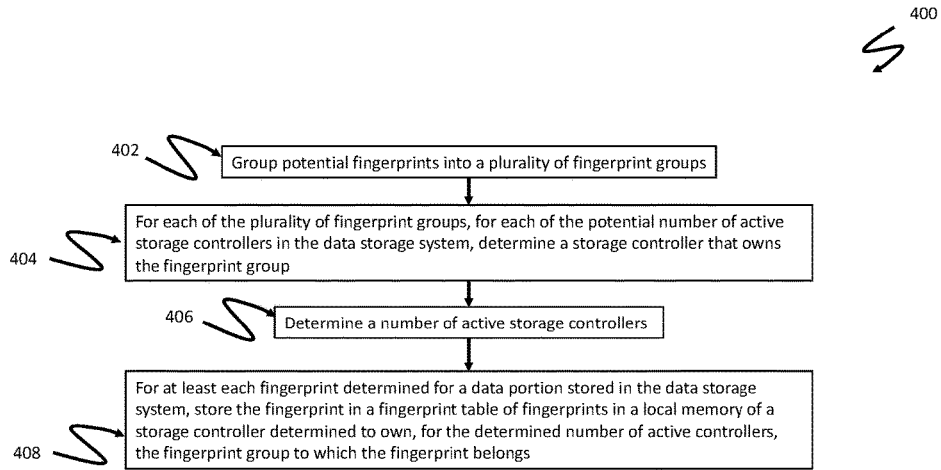 400
402
Group potential fingerprints into a plurality of fingerprint groups
For each of the plurality of fingerprint groups, for each of the potential number of active
storage controllers in the data storage system, determine a storage controller that owns
the fingerprint group
404
406
Determine a number of active storage controllers
For at least each fingerprint determined for a data portion stored in the data storage
system, store the fingerprint in a fingerprint table of fingerprints in a local memory of a
storage controller determined to own, for the determined number of active controllers,
the fingerprint group to which the fingerprint belongs
408